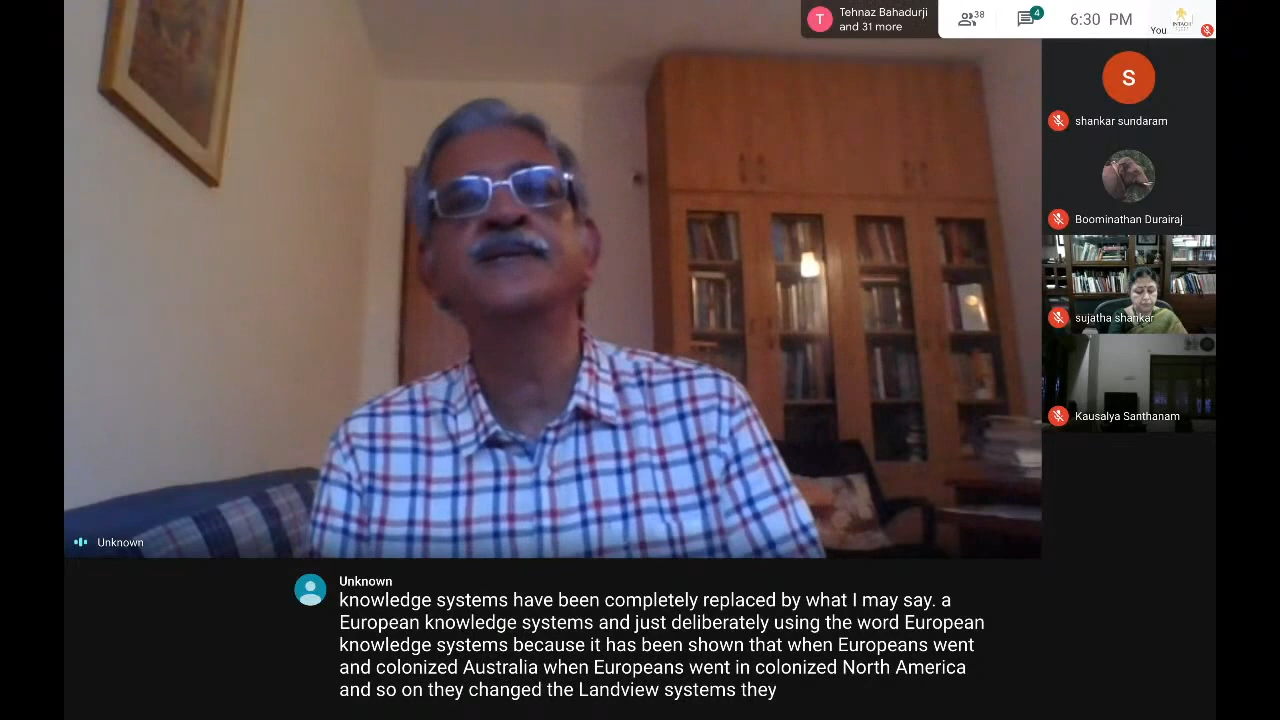 T
Tehnaz Bahadurji
and 31 more
38
4
6:30 PM
You
INTACH
S
shankar sundaram
Boominathan Durairaj
sujatha shankar
Kausalya Santhanam
Unknown
Unknown
knowledge systems have been completely replaced by what I may say. a
European knowledge systems and just deliberately using the word European
knowledge systems because it has been shown that when Europeans went
and colonized Australia when Europeans went in colonized North America
and so on they changed the Landview systems they